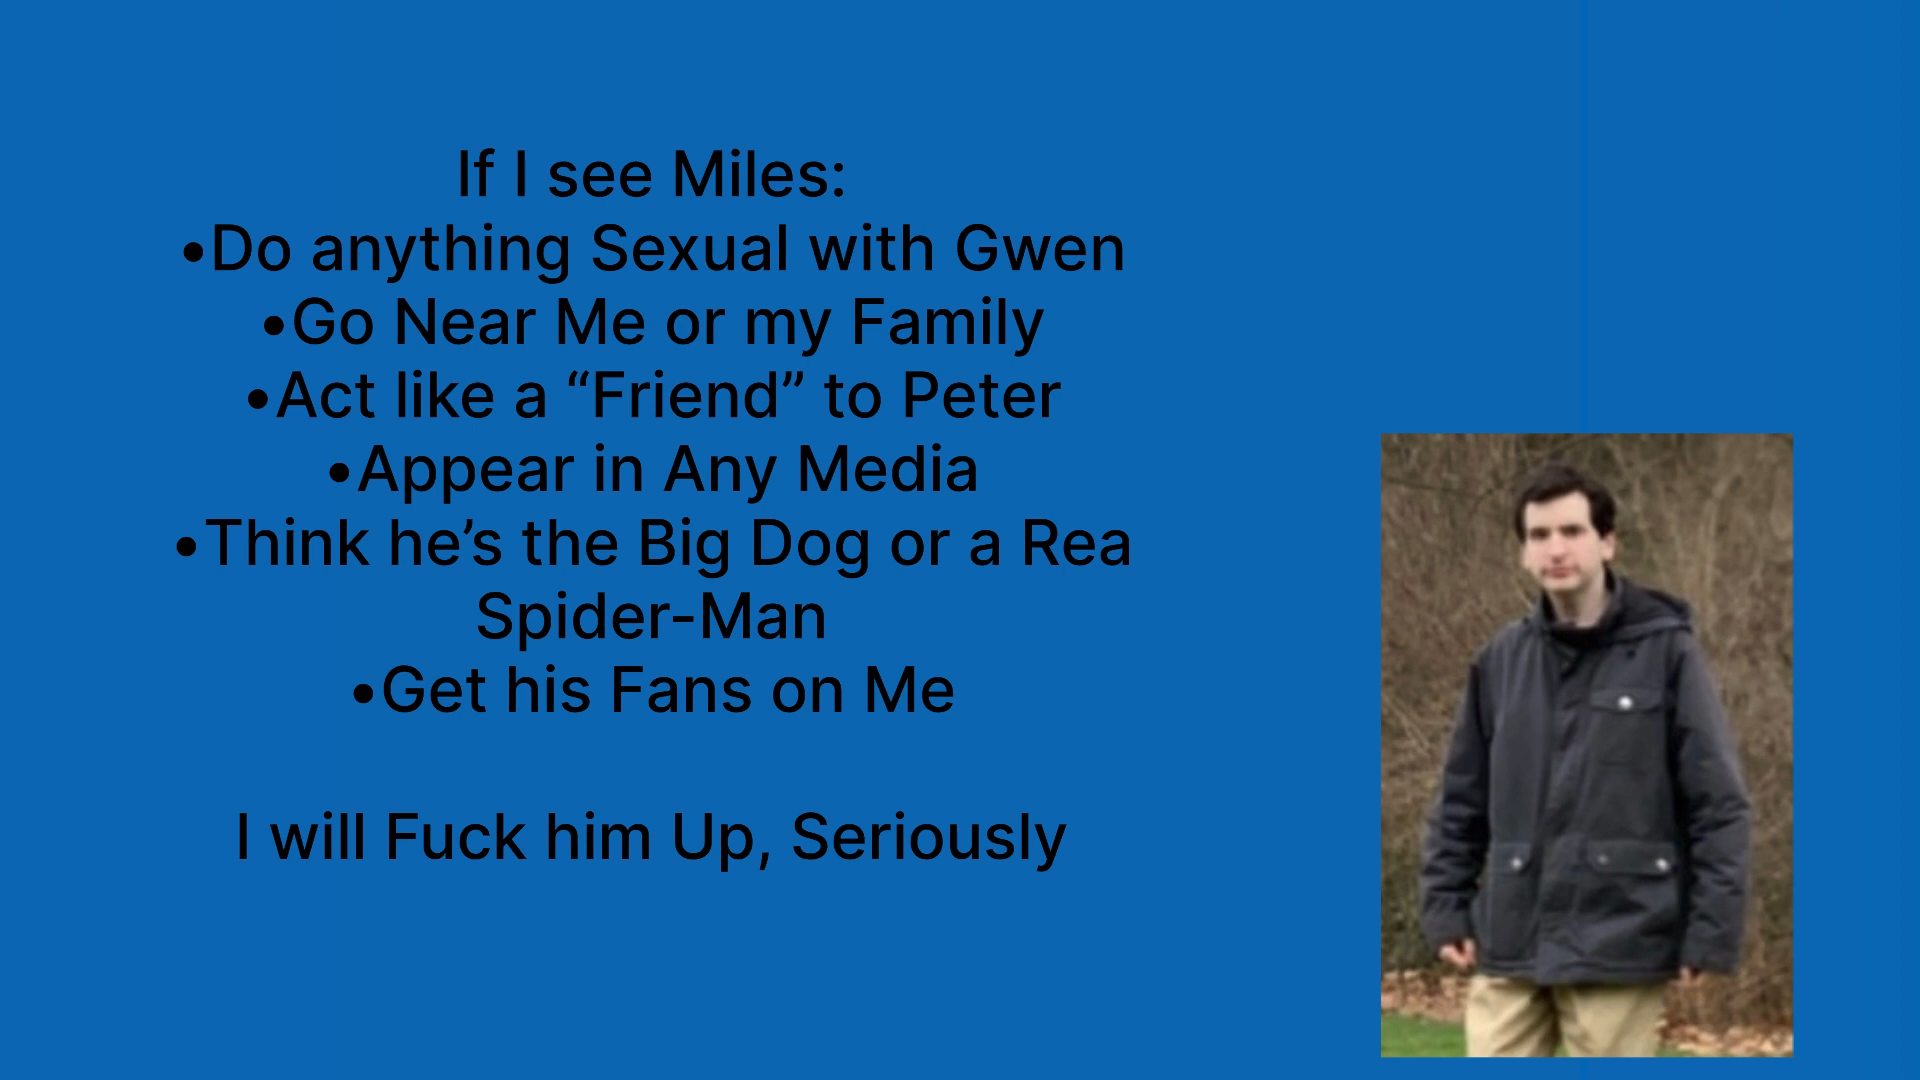 If I see Miles:
•Do anything Sexual with Gwen
•Go Near Me or my Family
•Act like a “Friend” to Peter
•Appear in Any Media
•Think he’s the Big Dog or a Rea
Spider-Man
•Get his Fans on Me
I will Fuck him Up, Seriously